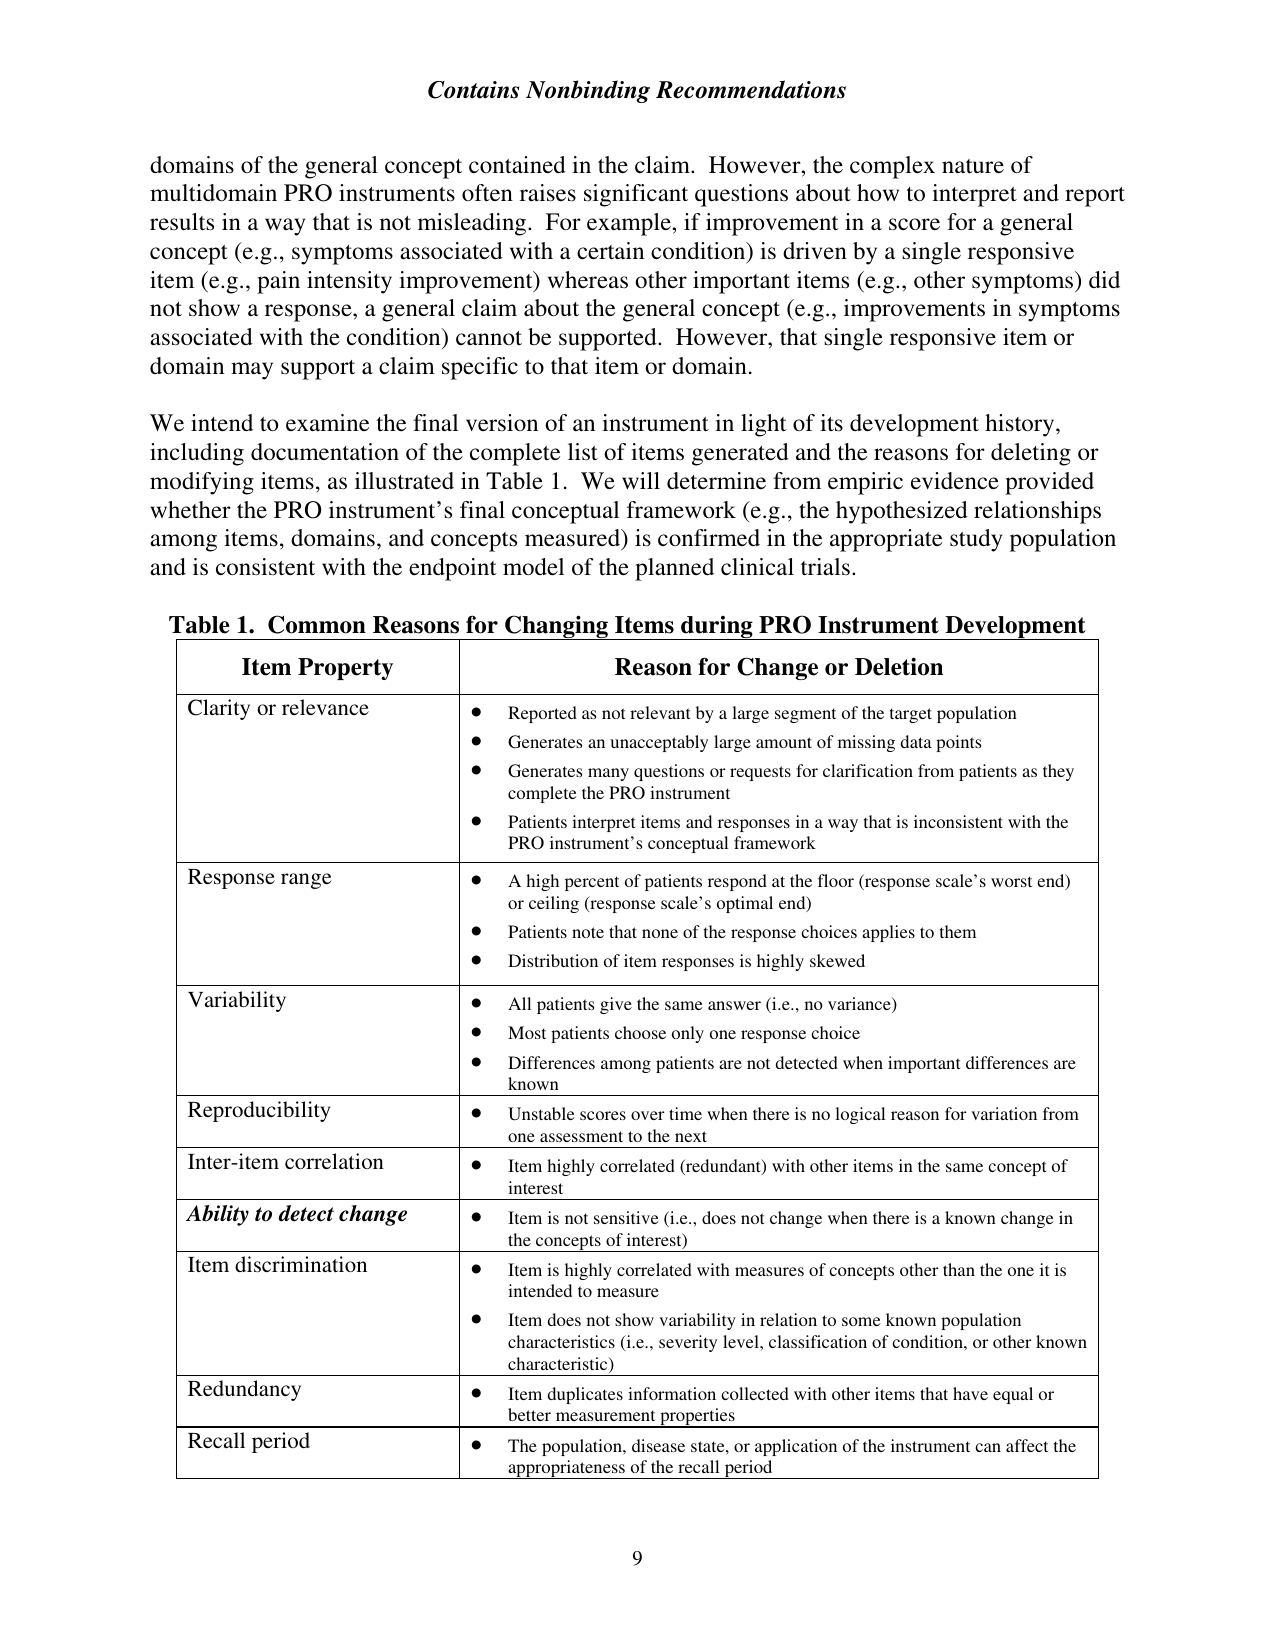 Contains Nonbinding Recommendations
domains of the general concept contained in the claim.  However, the complex nature of
multidomain PRO instruments often raises significant questions about how to interpret and report
results in a way that is not misleading.  For example, if improvement in a score for a general
concept (e.g., symptoms associated with a certain condition) is driven by a single responsive
item (e.g., pain intensity improvement) whereas other important items (e.g., other symptoms) did
not show a response, a general claim about the general concept (e.g., improvements in symptoms
associated with the condition) cannot be supported.  However, that single responsive item or
domain may support a claim specific to that item or domain.
We intend to examine the final version of an instrument in light of its development history,
including documentation of the complete list of items generated and the reasons for deleting or
modifying items, as illustrated in Table 1.  We will determine from empiric evidence provided
whether the PRO instrument’s final conceptual framework (e.g., the hypothesized relationships
among items, domains, and concepts measured) is confirmed in the appropriate study population
and is consistent with the endpoint model of the planned clinical trials.
Table 1.  Common Reasons for Changing Items during PRO Instrument Development
Item Property
Reason for Change or Deletion
Clarity or relevance
● Reported as not relevant by a large segment of the target population
● Generates an unacceptably large amount of missing data points
● Generates many questions or requests for clarification from patients as they
complete the PRO instrument
● Patients interpret items and responses in a way that is inconsistent with the
PRO instrument’s conceptual framework
Response range
● A high percent of patients respond at the floor (response scale’s worst end)
or ceiling (response scale’s optimal end)
● Patients note that none of the response choices applies to them
● Distribution of item responses is highly skewed
Variability
● All patients give the same answer (i.e., no variance)
● Most patients choose only one response choice
● Differences among patients are not detected when important differences are
known
Reproducibility
● Unstable scores over time when there is no logical reason for variation from
one assessment to the next
Inter-item correlation
● Item highly correlated (redundant) with other items in the same concept of
interest
Ability to detect change
● Item is not sensitive (i.e., does not change when there is a known change in
the concepts of interest)
Item discrimination
● Item is highly correlated with measures of concepts other than the one it is
intended to measure
● Item does not show variability in relation to some known population
characteristics (i.e., severity level, classification of condition, or other known
characteristic)
Redundancy
● Item duplicates information collected with other items that have equal or
better measurement properties
Recall period
● The population, disease state, or application of the instrument can affect the
appropriateness of the recall period
9